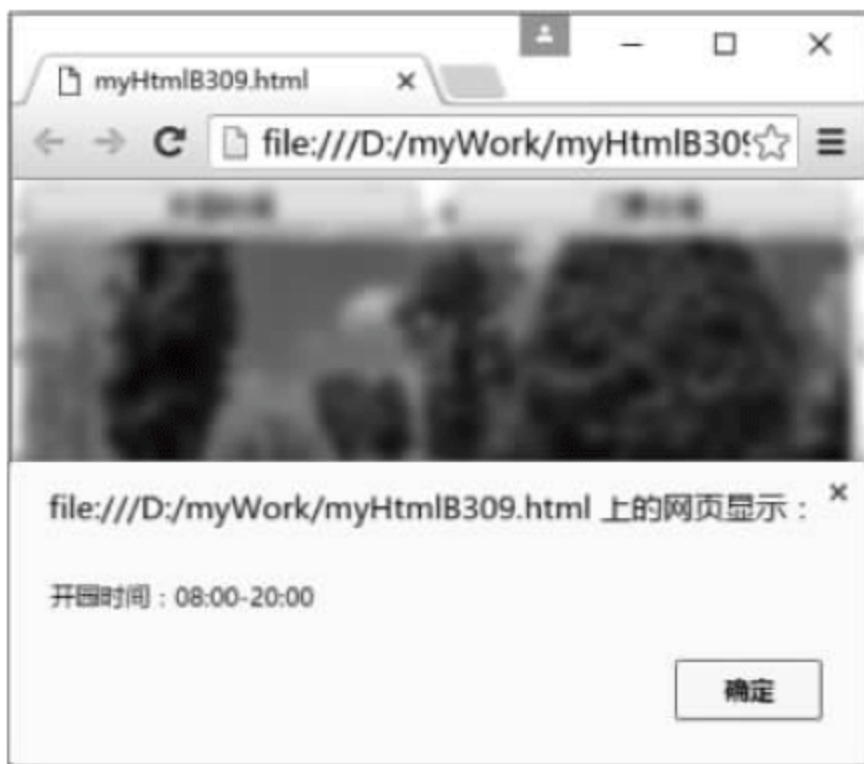 myHtmlB309.html
file:///D:/myWork/myHtmlB309
file:///D:/myWork/myHtmlB309.html 上的网页显示：
开园时间：08:00-20:00
确定